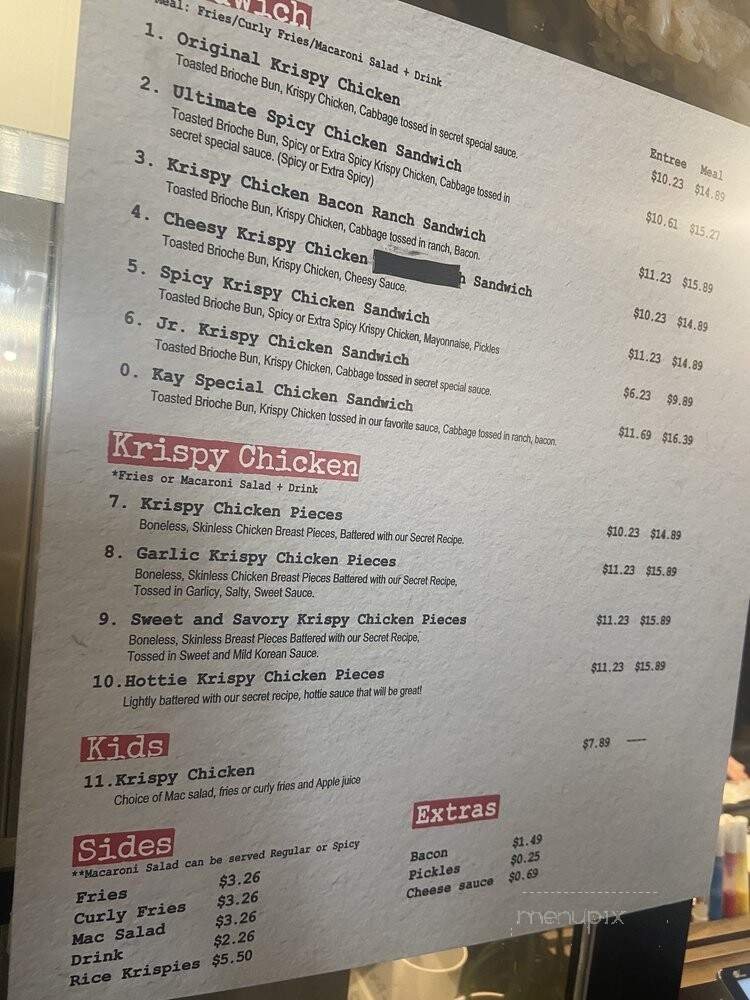 wich
Meal: Fries/Curly Fries/Macaroni Salad + Drink
Entree Meal
1. Original Krispy Chicken $10.23 $14.89
Toasted Brioche Bun, Krispy Chicken, Cabbage tossed in secret special sauce.
2. Ultimate Spicy Chicken Sandwich $10.61 $15.27
Toasted Brioche Bun, Spicy or Extra Spicy Krispy Chicken, Cabbage tossed in
secret special sauce. (Spicy or Extra Spicy)
3. Krispy Chicken Bacon Ranch Sandwich $11.23 $15.89
Toasted Brioche Bun, Krispy Chicken, Cabbage tossed in ranch, Bacon.
4. Cheesy Krispy Chicken h Sandwich $10.23 $14.89
Toasted Brioche Bun, Krispy Chicken, Cheesy Sauce.
5. Spicy Krispy Chicken Sandwich $11.23 $14.89
Toasted Brioche Bun, Spicy or Extra Spicy Krispy Chicken, Mayonnaise, Pickles
6. Jr. Krispy Chicken Sandwich $6.23 $9.89
Toasted Brioche Bun, Krispy Chicken, Cabbage tossed in secret special sauce.
0. Kay Special Chicken Sandwich $11.69 $16.39
Toasted Brioche Bun, Krispy Chicken tossed in our favorite sauce, Cabbage tossed in ranch, bacon.
Krispy Chicken
*Fries or Macaroni Salad + Drink
7. Krispy Chicken Pieces $10.23 $14.89
Boneless, Skinless Chicken Breast Pieces, Battered with our Secret Recipe.
8. Garlic Krispy Chicken Pieces $11.23 $15.89
Boneless, Skinless Chicken Breast Pieces Battered with our Secret Recipe,
Tossed in Garlicy, Salty, Sweet Sauce.
9. Sweet and Savory Krispy Chicken Pieces $11.23 $15.89
Boneless, Skinless Breast Pieces Battered with our Secret Recipe,
Tossed in Sweet and Mild Korean Sauce.
10.Hottie Krispy Chicken Pieces $11.23 $15.89
Lightly battered with our secret recipe, hottie sauce that will be great!
Kids
11.Krispy Chicken $7.89 —
Choice of Mac salad, fries or curly fries and Apple juice
Sides
**Macaroni Salad can be served Regular or Spicy
Fries $3.26
Curly Fries $3.26
Mac Salad $3.26
Drink $2.26
Rice Krispies $5.50
Extras
Bacon $1.49
Pickles $0.25
Cheese sauce $0.69
menupix